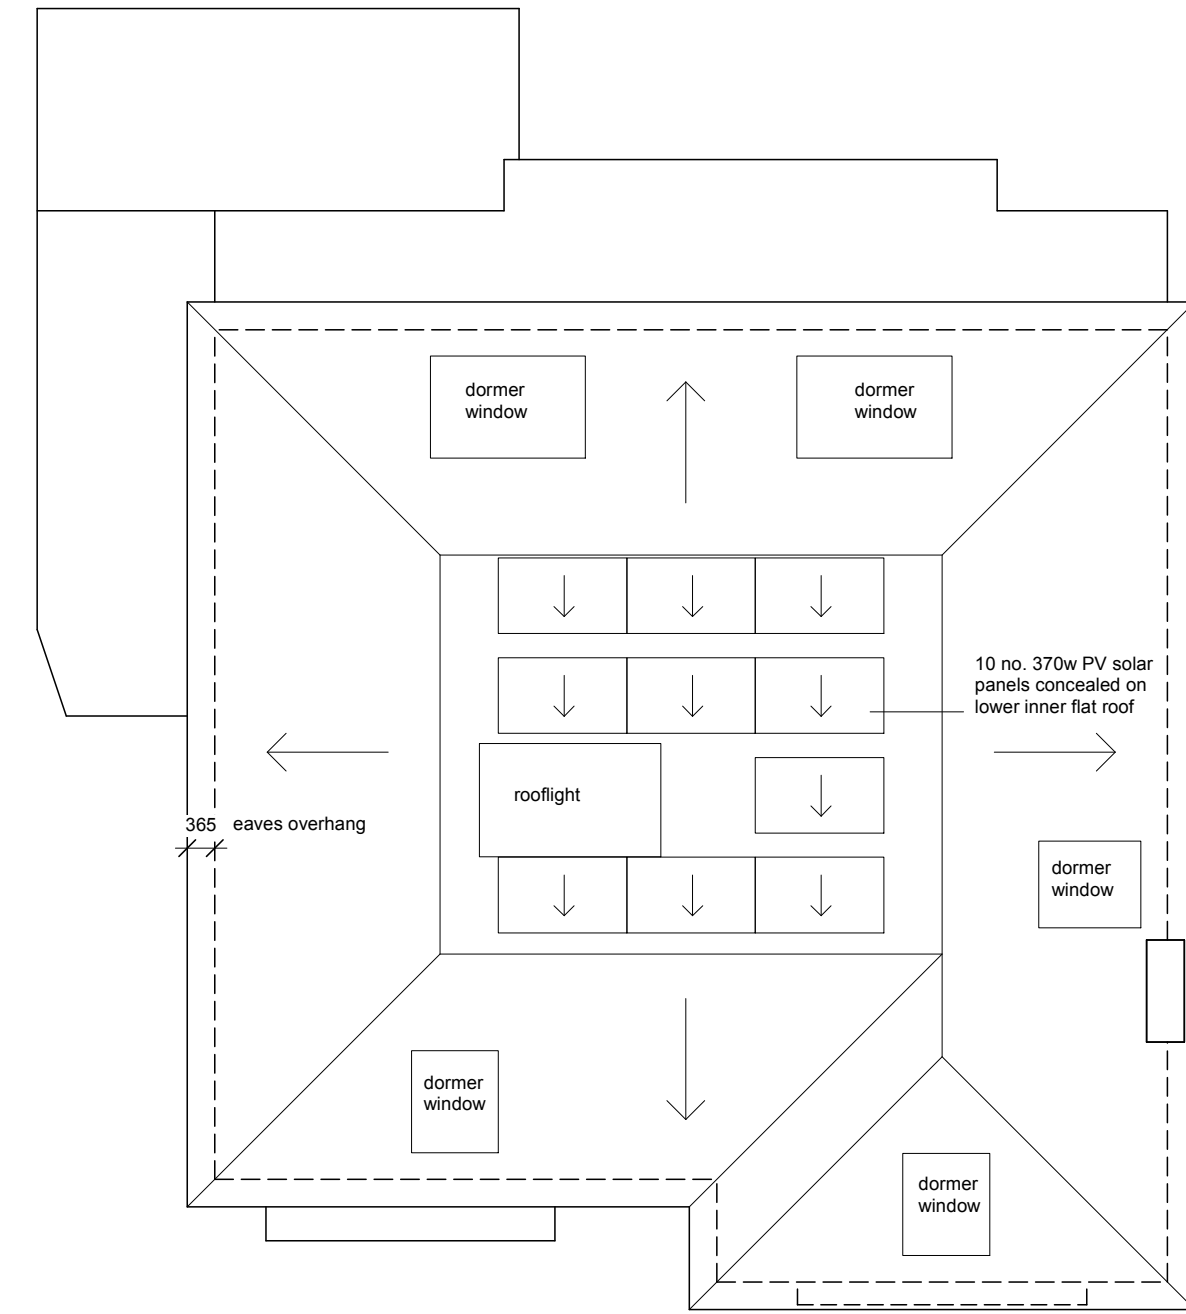 dormer
window
dormer
window
10 no. 370w PV solar
panels concealed on
lower inner flat roof
rooflight
365 eaves overhang
dormer
window
dormer
window
dormer
window